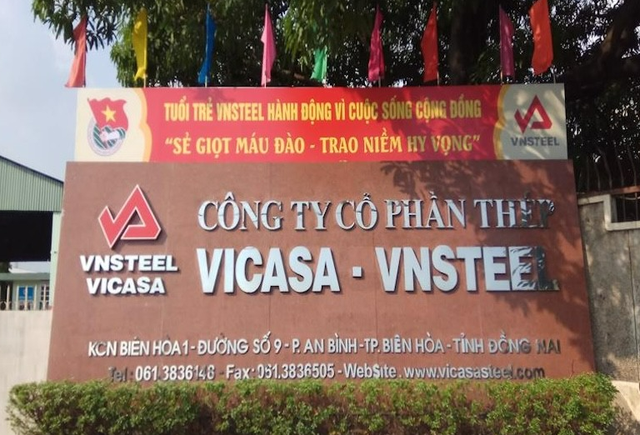 TUỔI TRẺ VNSTEEL HÀNH ĐỘNG VÌ CUỘC SỐNG CỘNG ĐỒNG
"SẺ GIỌT MÁU ĐÀO - TRAO NIỀM HY VỌNG"
VNSTEEL
VNSTEEL
VICASA
CÔNG TY CỔ PHẦN THÉP
VICASA - VNSTEEL
KCN BIÊN HÒA 1 - ĐƯỜNG SỐ 9 - P. AN BÌNH - TP. BIÊN HÒA - TỈNH ĐỒNG NAI
Tel : 061.3836148 - Fax : 061.3836505 - WebSite . www.vicasasteel.com